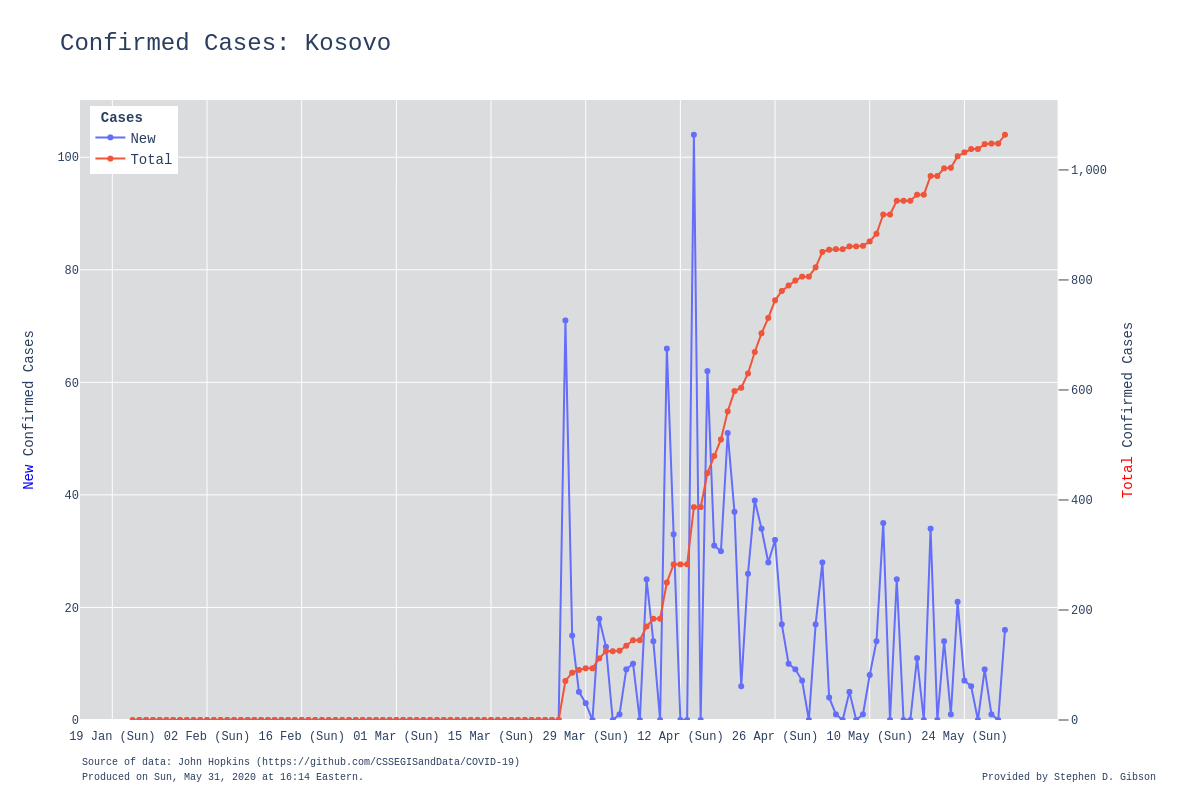 Confirmed Cases: Kosovo
Cases
New
Total
100
80
60
40
20
0
1,000
800
600
400
200
0
New Confirmed Cases
Total Confirmed Cases
19 Jan (Sun) 02 Feb (Sun) 16 Feb (Sun) 01 Mar (Sun) 15 Mar (Sun) 29 Mar (Sun) 12 Apr (Sun) 26 Apr (Sun) 10 May (Sun) 24 May (Sun)
Source of data: John Hopkins (https://github.com/CSSEGISandData/COVID-19)
Produced on Sun, May 31, 2020 at 16:14 Eastern.
Provided by Stephen D. Gibson